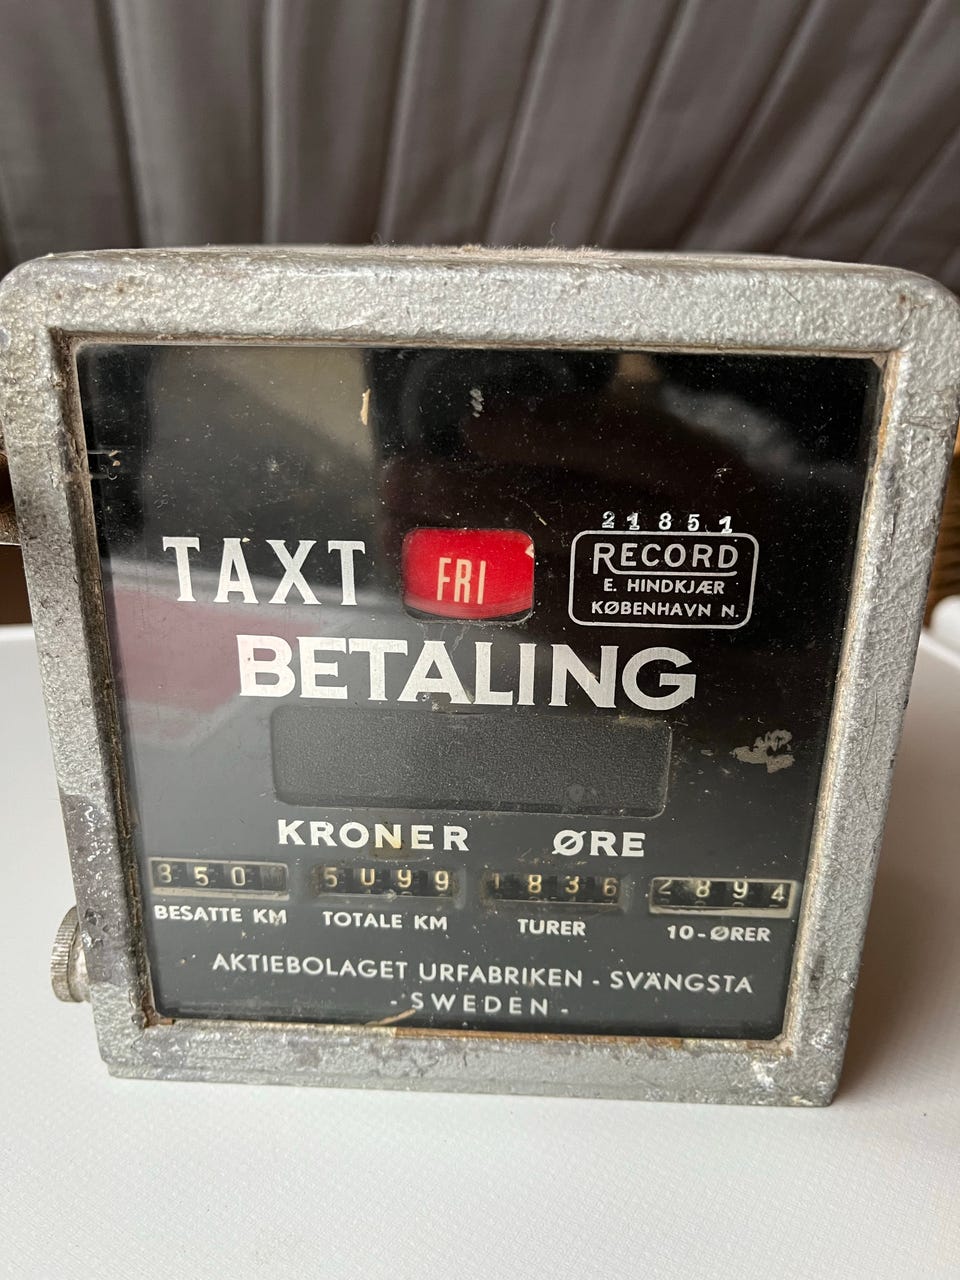 21851
TAXT
FRI
RECORD
E. HINDKJÆR
KØBENHAVN N.
BETALING
KRONER ØRE
850
5099
1836
2894
BESATTE KM
TOTALE KM
TURER
10-ØRER
AKTIEBOLAGET URFABRIKEN - SVÄNGSTA
- SWEDEN -